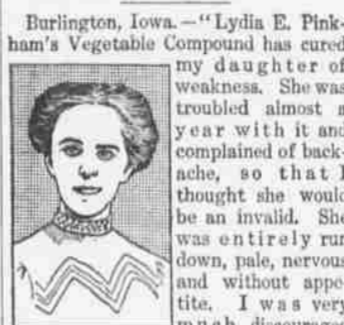 Burlington, Iowa.—"Lydia E. Pink-
ham's Vegetable Compound has cured
my daughter of
weakness. She was
troubled almost a
year with it and
complained of back-
ache, so that I
thought she would
be an invalid. She
was entirely run
down, pale, nervous
and without appe-
tite. I was very
much discouraged